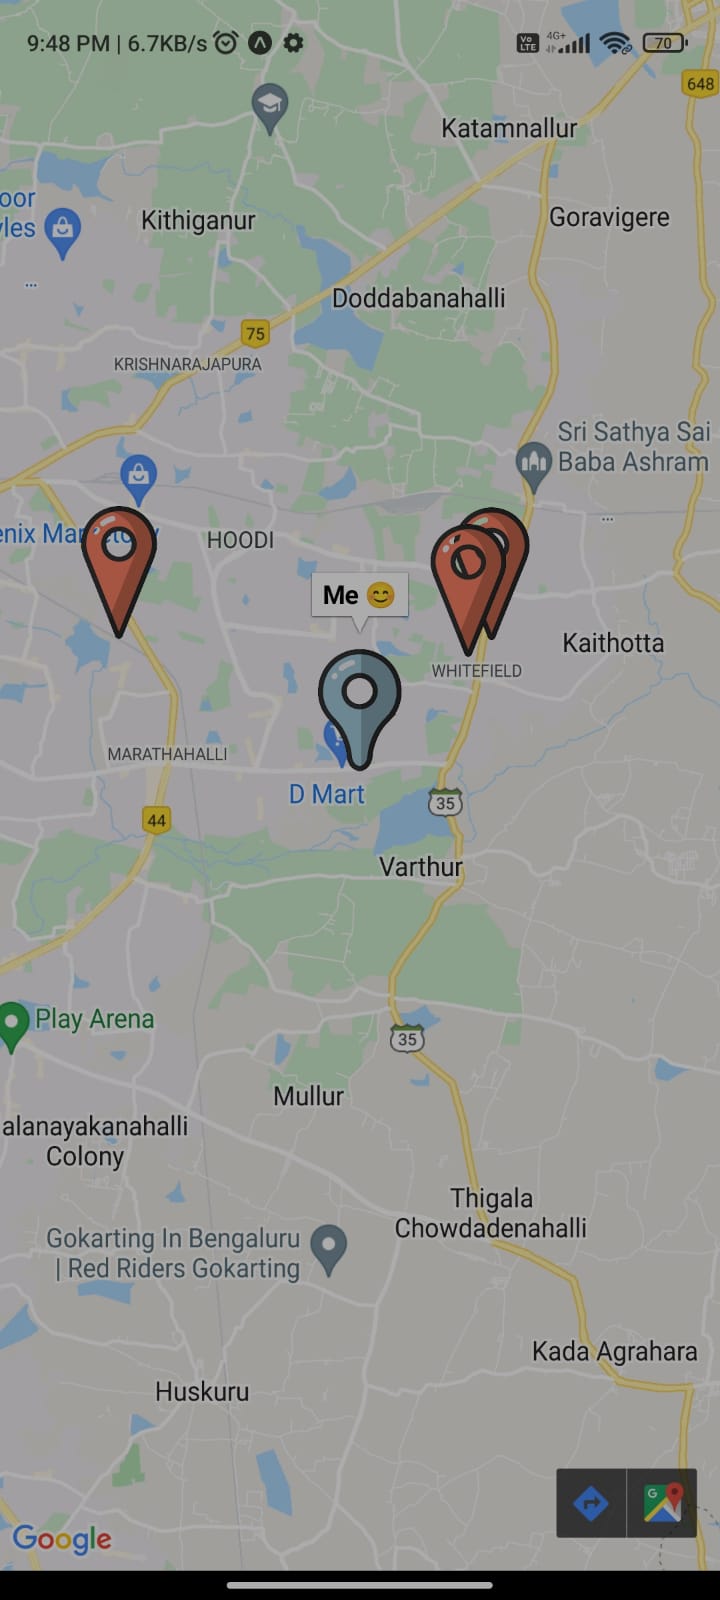 9:48 PM | 6.7KB/s
Vo
LTE
4G+
70
648
Katamnallur
oor
yles
Kithiganur
Goravigere
...
Doddabanahalli
75
KRISHNARAJAPURA
Sri Sathya Sai
Baba Ashram
...
enix Mar
HOODI
Me 😊
Kaithotta
WHITEFIELD
MARATHAHALLI
D Mart
35
44
Varthur
Play Arena
35
Mullur
alanayakanahalli
Colony
Thigala
Chowdadenahalli
Gokarting In Bengaluru
| Red Riders Gokarting
Kada Agrahara
Huskuru
G
Google